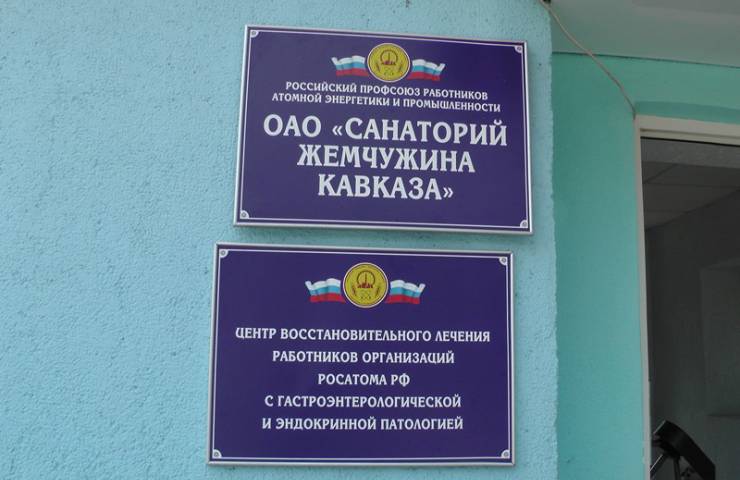 РОССИЙСКИЙ ПРОФСОЮЗ РАБОТНИКОВ
АТОМНОЙ ЭНЕРГЕТИКИ И ПРОМЫШЛЕННОСТИ
ОАО «САНАТОРИЙ
ЖЕМЧУЖИНА
КАВКАЗА»
ЦЕНТР ВОССТАНОВИТЕЛЬНОГО ЛЕЧЕНИЯ
РАБОТНИКОВ ОРГАНИЗАЦИЙ
РОСАТОМА РФ
С ГАСТРОЭНТЕРОЛОГИЧЕСКОЙ
И ЭНДОКРИННОЙ ПАТОЛОГИЕЙ